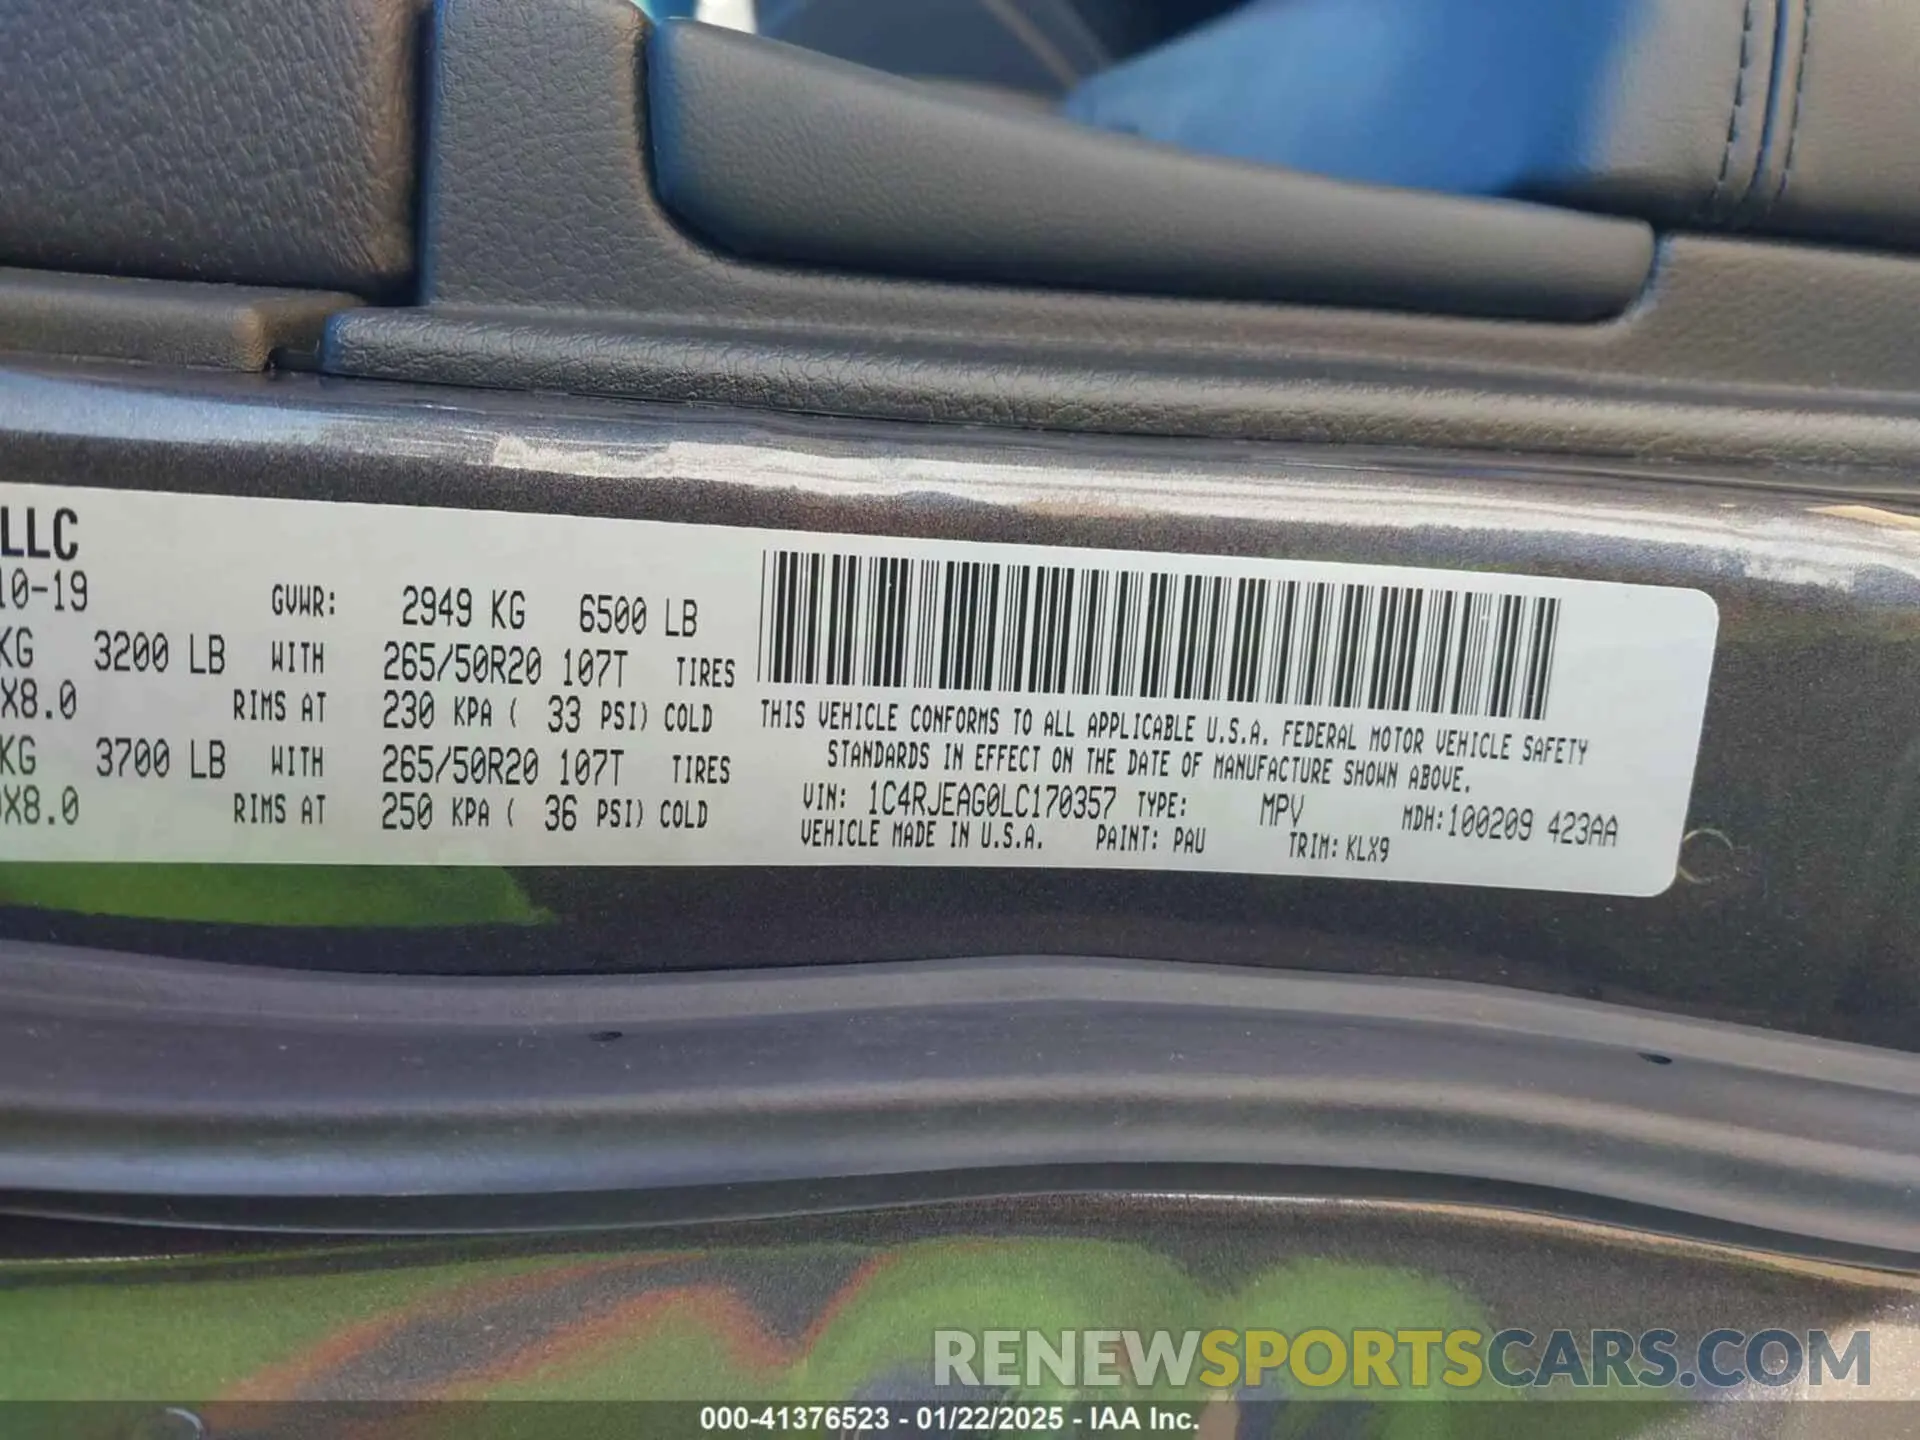 LLC
10-19 GVWR: 2949 KG 6500 LB
KG 3200 LB WITH 265/50R20 107T TIRES
X8.0 RIMS AT 230 KPA ( 33 PSI) COLD
KG 3700 LB WITH 265/50R20 107T TIRES
X8.0 RIMS AT 250 KPA ( 36 PSI) COLD
THIS VEHICLE CONFORMS TO ALL APPLICABLE U.S.A. FEDERAL MOTOR VEHICLE SAFETY
STANDARDS IN EFFECT ON THE DATE OF MANUFACTURE SHOWN ABOVE.
VIN: 1C4RJEAG0LC170357 TYPE: MPV MDH:100209 423AA
VEHICLE MADE IN U.S.A. PAINT: PAU TRIM: KLX9
RENEWSPORTSCARS.COM
000-41376523 - 01/22/2025 - IAA Inc.